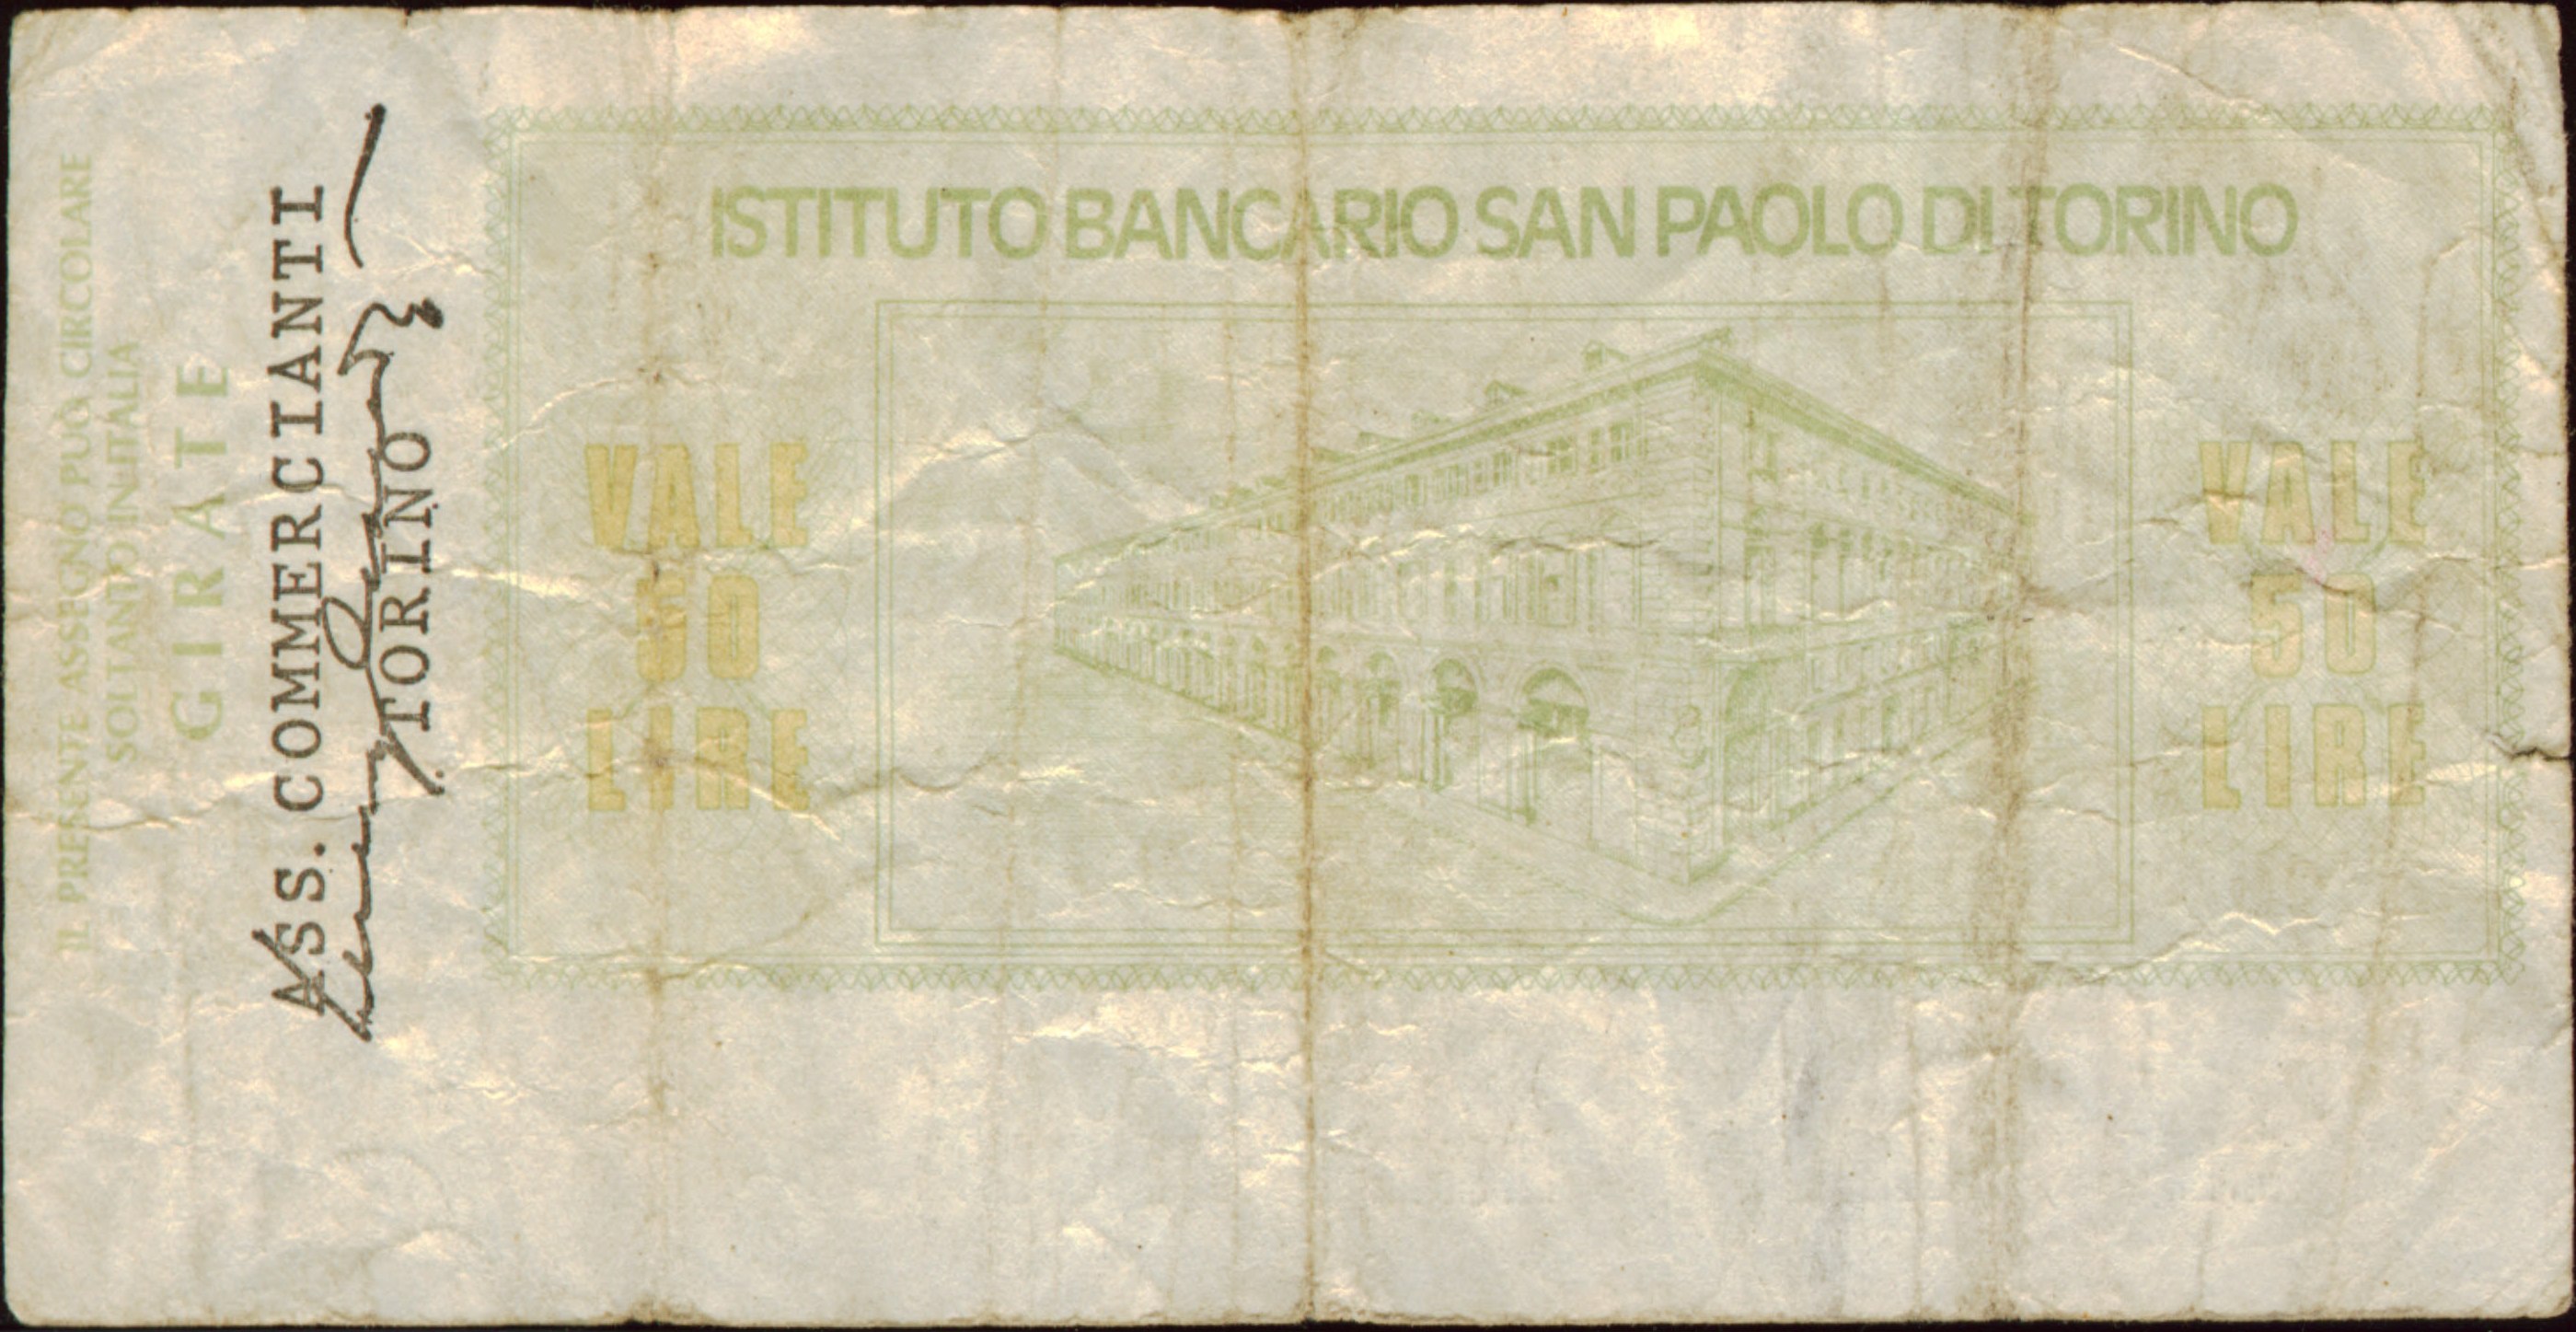 IL PRESENTE ASSEGNO PUÒ CIRCOLARE
SOLTANTO IN ITALIA
GIRATE
ASS. COMMERCIANTI
TORINO
ISTITUTO BANCARIO SAN PAOLO DI TORINO
VALE
50
LIRE
VALE
50
LIRE